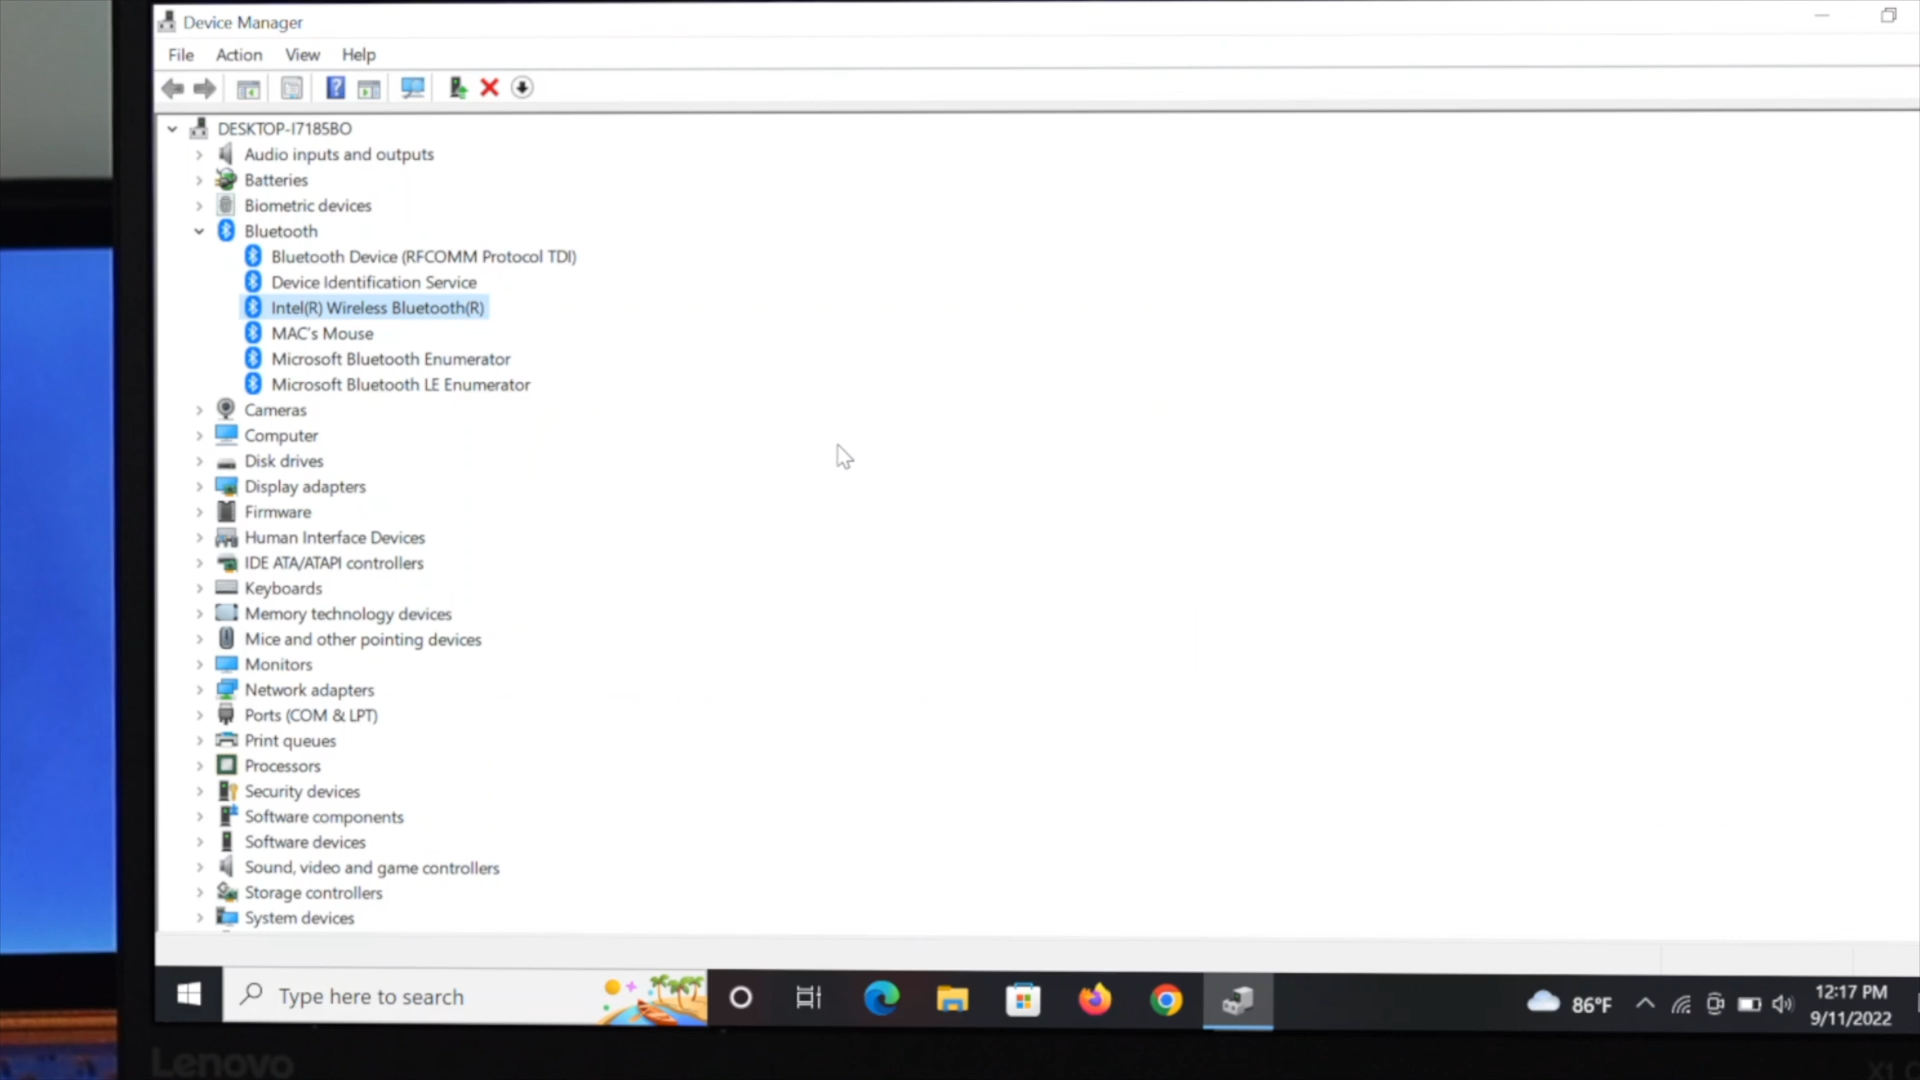 Device Manager
File Action View Help
DESKTOP-I7185BO
Audio inputs and outputs
Batteries
Biometric devices
Bluetooth
Bluetooth Device (RFCOMM Protocol TDI)
Device Identification Service
Intel(R) Wireless Bluetooth(R)
MAC's Mouse
Microsoft Bluetooth Enumerator
Microsoft Bluetooth LE Enumerator
Cameras
Computer
Disk drives
Display adapters
Firmware
Human Interface Devices
IDE ATA/ATAPI controllers
Keyboards
Memory technology devices
Mice and other pointing devices
Monitors
Network adapters
Ports (COM & LPT)
Print queues
Processors
Security devices
Software components
Software devices
Sound, video and game controllers
Storage controllers
System devices
Type here to search
86°F
12:17 PM
9/11/2022
Lenovo
X1